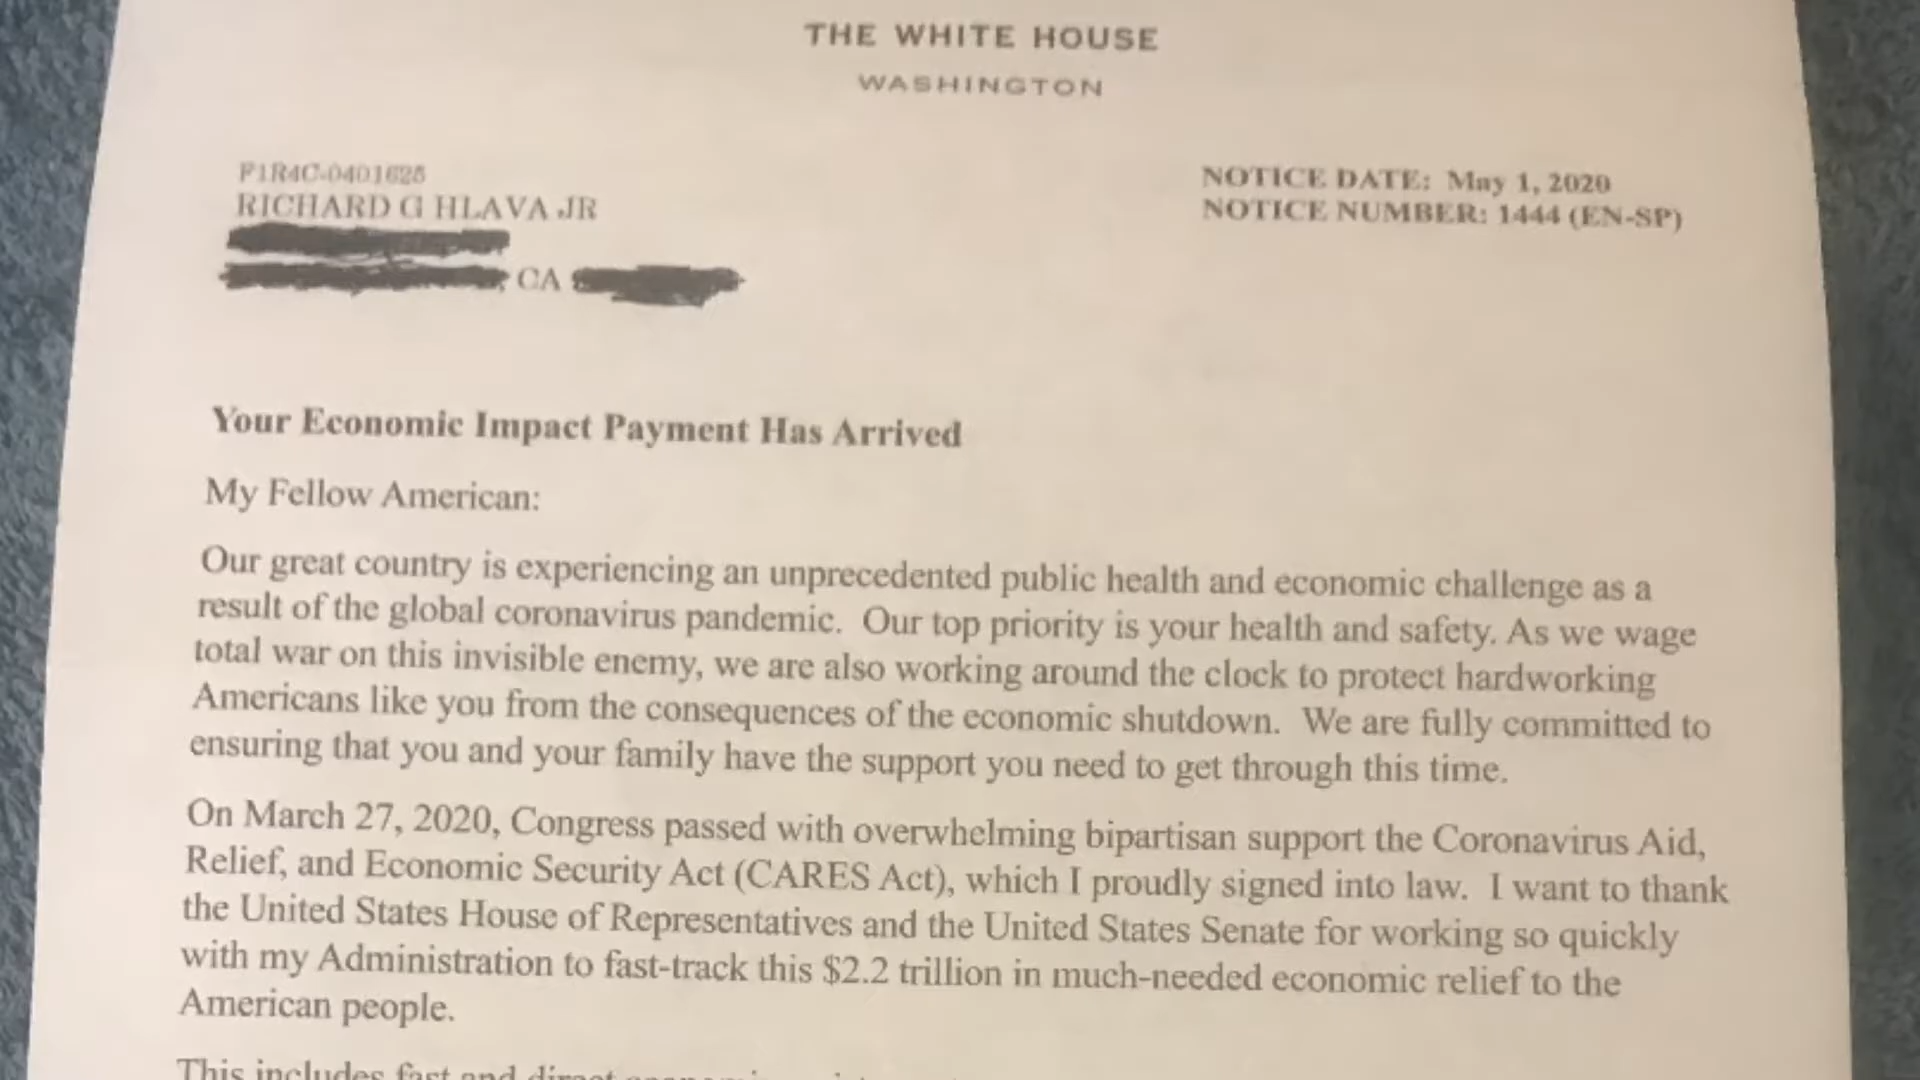 THE WHITE HOUSE
WASHINGTON
F1R4C-0401625
RICHARD G HLAVA JR
CA
NOTICE DATE: May 1, 2020
NOTICE NUMBER: 1444 (EN-SP)
Your Economic Impact Payment Has Arrived
My Fellow American:
Our great country is experiencing an unprecedented public health and economic challenge as a
result of the global coronavirus pandemic. Our top priority is your health and safety. As we wage
total war on this invisible enemy, we are also working around the clock to protect hardworking
Americans like you from the consequences of the economic shutdown. We are fully committed to
ensuring that you and your family have the support you need to get through this time.
On March 27, 2020, Congress passed with overwhelming bipartisan support the Coronavirus Aid,
Relief, and Economic Security Act (CARES Act), which I proudly signed into law. I want to thank
the United States House of Representatives and the United States Senate for working so quickly
with my Administration to fast-track this $2.2 trillion in much-needed economic relief to the
American people.
This includes fast and direct